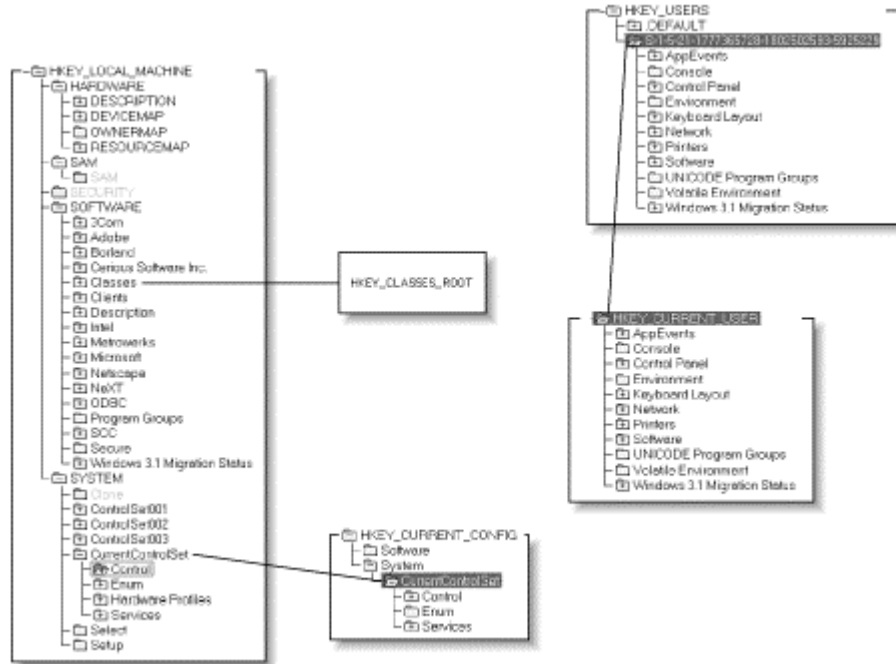 HKEY_LOCAL_MACHINE
HARDWARE
DESCRIPTION
DEVICEMAP
OWNERMAP
RESOURCEMAP
SAM
SAM
SECURITY
SOFTWARE
3Com
Adobe
Borland
Cerious Software Inc.
Classes
Clients
Description
Intel
Metrowerks
Microsoft
Netscape
NeXT
ODBC
Program Groups
SCC
Secure
Windows 3.1 Migration Status
SYSTEM
Clone
ControlSet001
ControlSet002
ControlSet003
CurrentControlSet
Control
Enum
Hardware Profiles
Services
Select
Setup
HKEY_CLASSES_ROOT
HKEY_CURRENT_CONFIG
Software
System
CurrentControlSet
Control
Enum
Services
HKEY_USERS
.DEFAULT
AppEvents
Console
Control Panel
Environment
Keyboard Layout
Network
Printers
Software
UNICODE Program Groups
Volatile Environment
Windows 3.1 Migration Status
HKEY_CURRENT_USER
AppEvents
Console
Control Panel
Environment
Keyboard Layout
Network
Printers
Software
UNICODE Program Groups
Volatile Environment
Windows 3.1 Migration Status